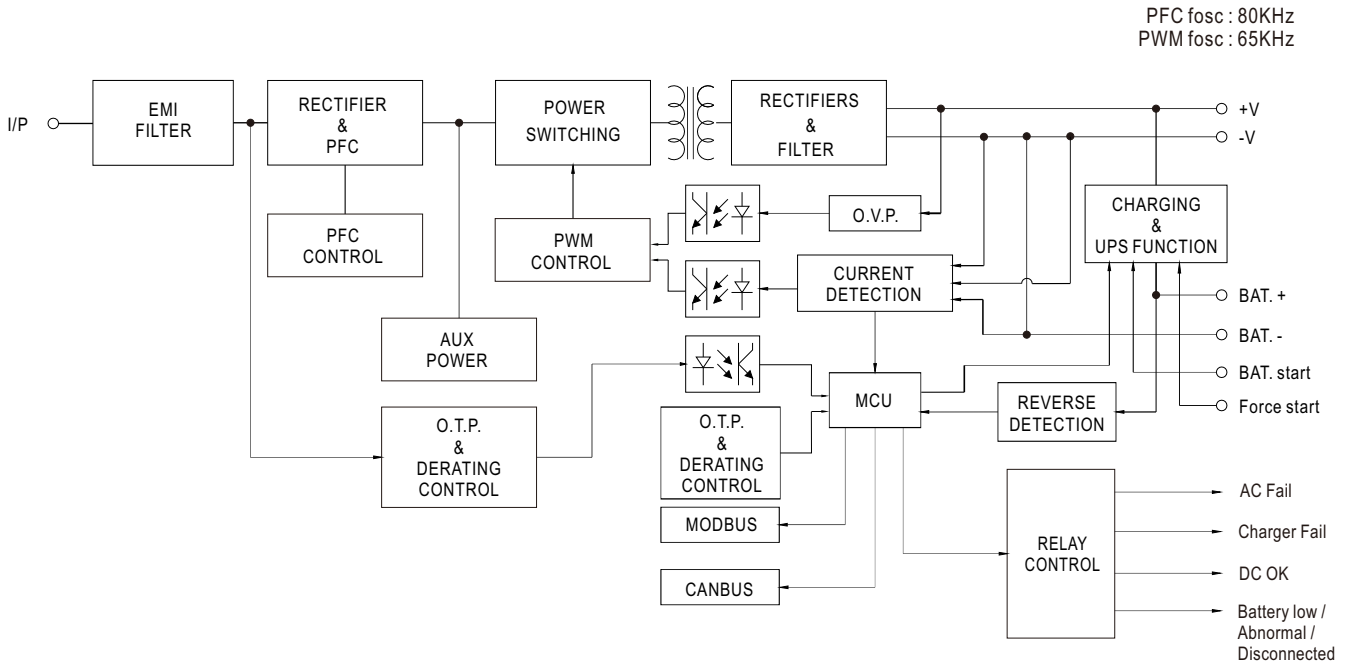 PFC fosc : 80KHz
PWM fosc : 65KHz
I/P
EMI
FILTER
RECTIFIER
&
PFC
POWER
SWITCHING
RECTIFIERS
&
FILTER
+V
-V
PFC
CONTROL
PWM
CONTROL
O.V.P.
CHARGING
&
UPS FUNCTION
CURRENT
DETECTION
BAT. +
BAT. -
AUX
POWER
BAT. start
Force start
MCU
REVERSE
DETECTION
O.T.P.
&
DERATING
CONTROL
O.T.P.
&
DERATING
CONTROL
MODBUS
CANBUS
RELAY
CONTROL
AC Fail
Charger Fail
DC OK
Battery low /
Abnormal /
Disconnected